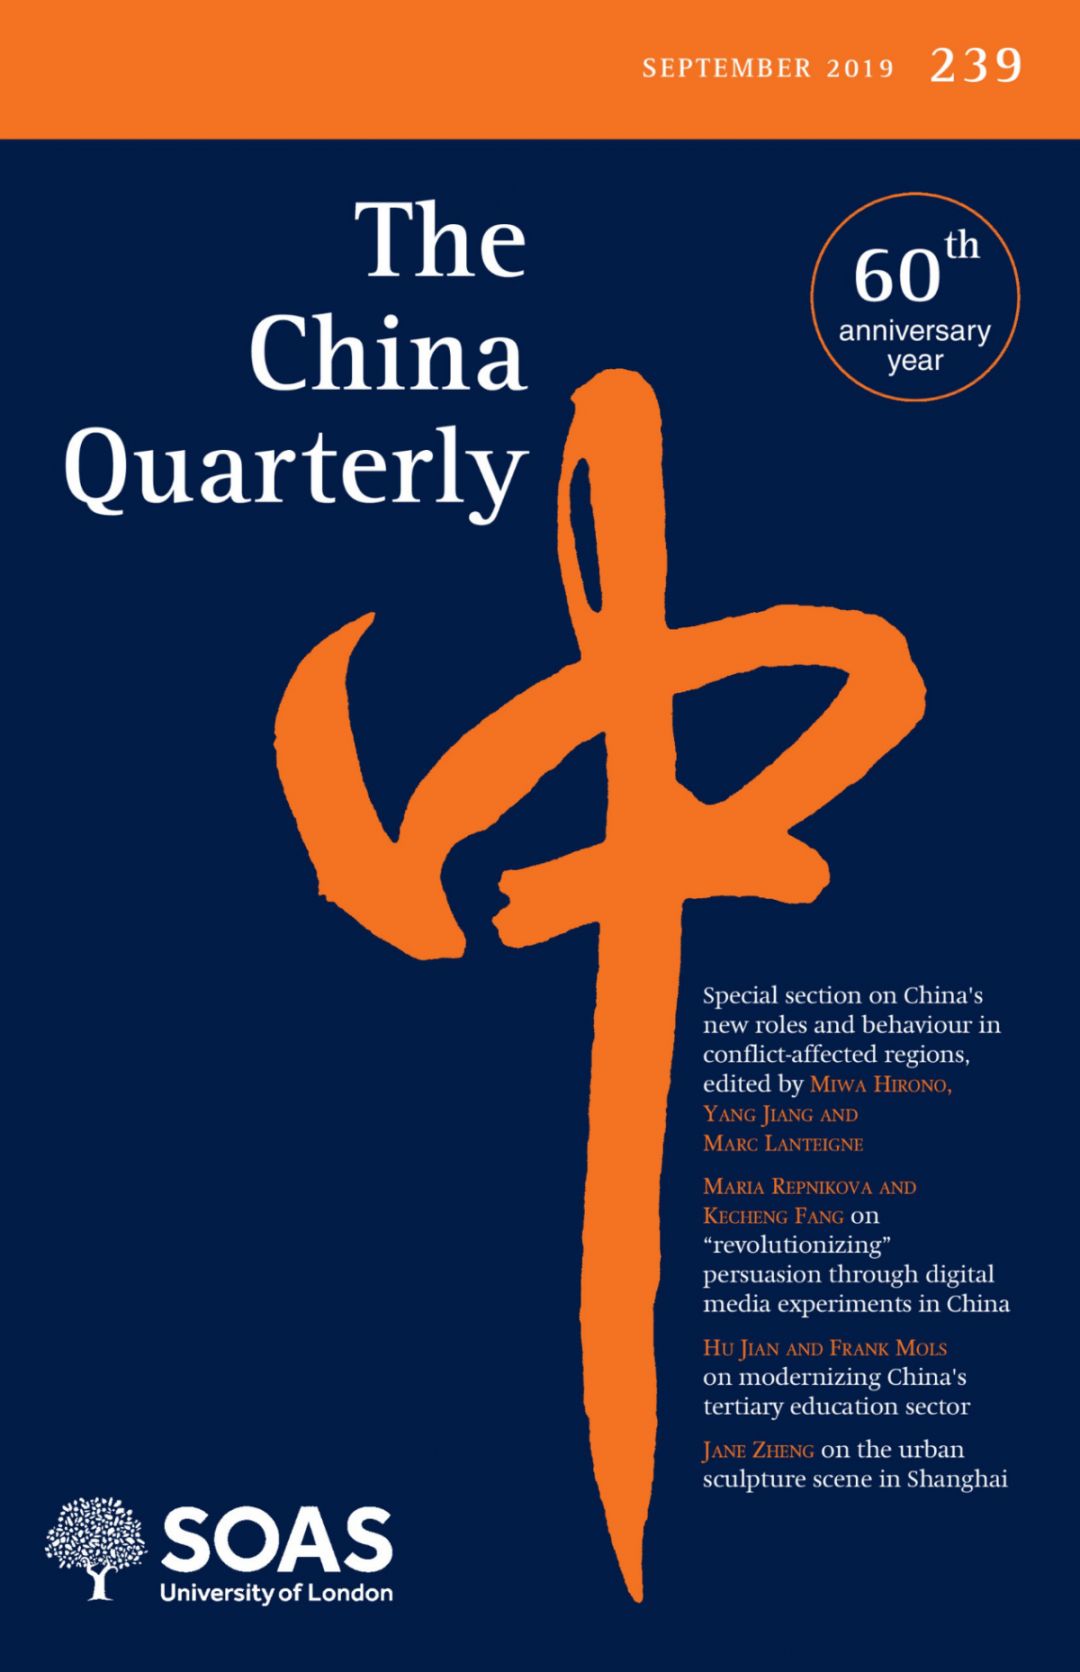 SEPTEMBER 2019 239
The
China
Quarterly
60th
anniversary
year
中
Special section on China's
new roles and behaviour in
conflict-affected regions,
edited by MIWA HIRONO,
YANG JIANG AND
MARC LANTEIGNE
MARIA REPNIKOVA AND
KECHENG FANG on
“revolutionizing”
persuasion through digital
media experiments in China
HU JIAN AND FRANK MOLS
on modernizing China's
tertiary education sector
JANE ZHENG on the urban
sculpture scene in Shanghai
SOAS
University of London